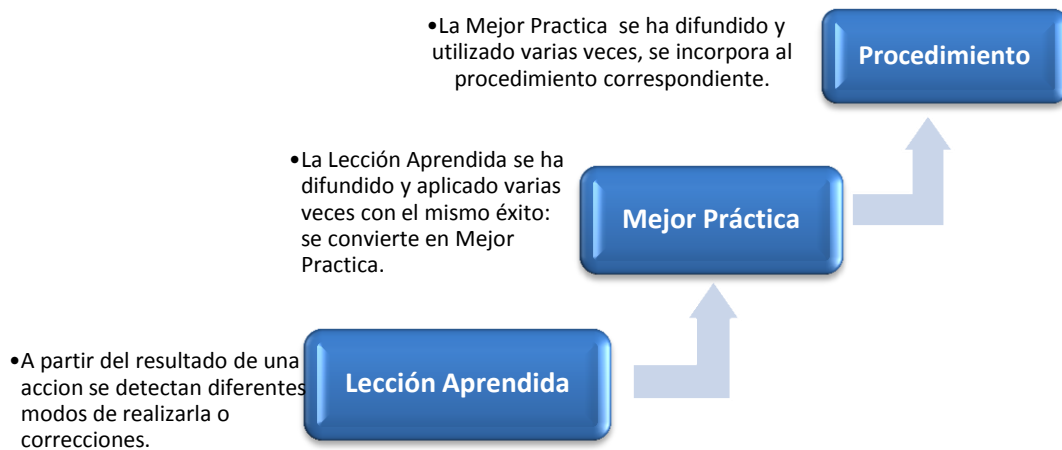 •La Mejor Practica se ha difundido y
utilizado varias veces, se incorpora al
procedimiento correspondiente.
Procedimiento
•La Lección Aprendida se ha
difundido y aplicado varias
veces con el mismo éxito:
se convierte en Mejor
Practica.
Mejor Práctica
•A partir del resultado de una
accion se detectan diferentes
modos de realizarla o
correcciones.
Lección Aprendida